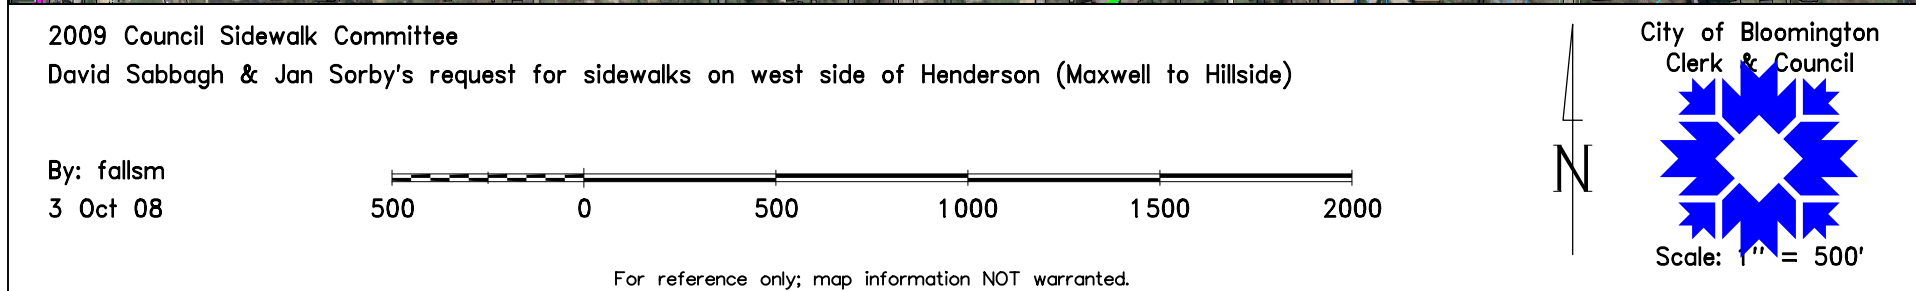 2009 Council Sidewalk Committee
David Sabbagh & Jan Sorby's request for sidewalks on west side of Henderson (Maxwell to Hillside)
By: fallsm
3 Oct 08
500 0 500 1000 1500 2000
For reference only; map information NOT warranted.
N
City of Bloomington
Clerk & Council
Scale: 1" = 500'